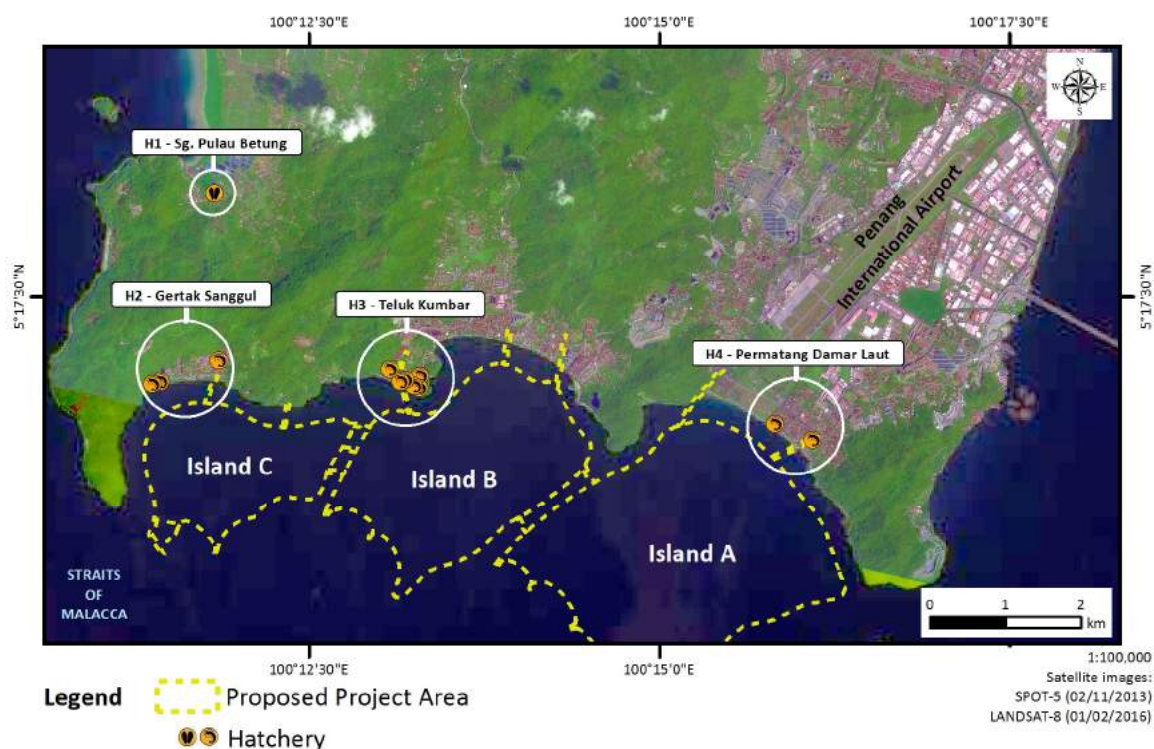 100°12'30"E
100°15'0"E
100°17'30"E
N
W E
S
H1 - Sg. Pulau Betung
Penang
International Airport
5°17'30"N
5°17'30"N
H2 - Gertak Sanggul
H3 - Teluk Kumbar
H4 - Permatang Damar Laut
Island C
Island B
Island A
STRAITS
OF
MALACCA
0 1 2
km
100°12'30"E
100°15'0"E
1:100,000
Satellite images:
SPOT-5 (02/11/2013)
LANDSAT-8 (01/02/2016)
Legend
Proposed Project Area
Hatchery